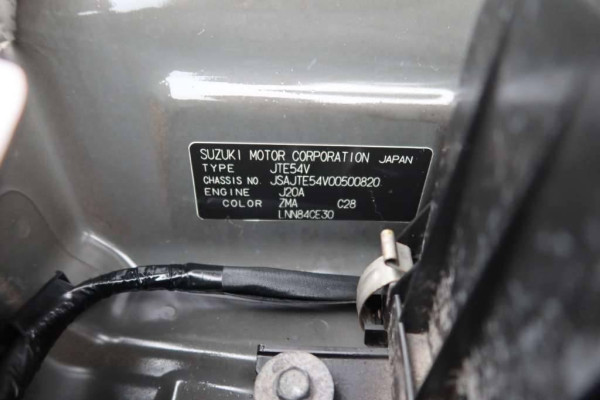 SUZUKI MOTOR CORPORATION JAPAN
TYPE JTE54V
CHASSIS NO. JSAJTE54V00500820
ENGINE J20A
COLOR ZMA C28
LNN84CE30